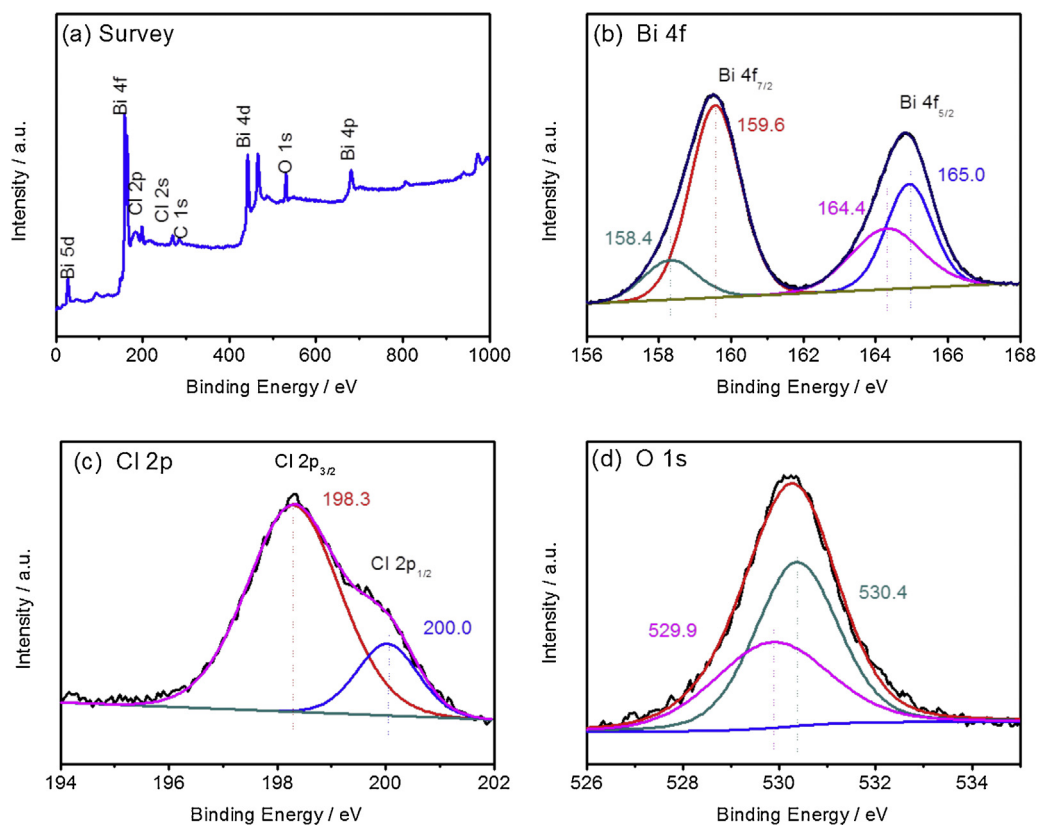 (a) Survey
Intensity / a.u.
Bi 5d
Bi 4f
Cl 2p
Cl 2s
C 1s
Bi 4d
O 1s
Bi 4p
0 200 400 600 800 1000
Binding Energy / eV
(b) Bi 4f
Intensity / a.u.
Bi 4f7/2
159.6
158.4
Bi 4f5/2
165.0
164.4
156 158 160 162 164 166 168
Binding Energy / eV
(c) Cl 2p
Intensity / a.u.
Cl 2p3/2
198.3
Cl 2p1/2
200.0
194 196 198 200 202
Binding Energy / eV
(d) O 1s
Intensity / a.u.
530.4
529.9
526 528 530 532 534
Binding Energy / eV